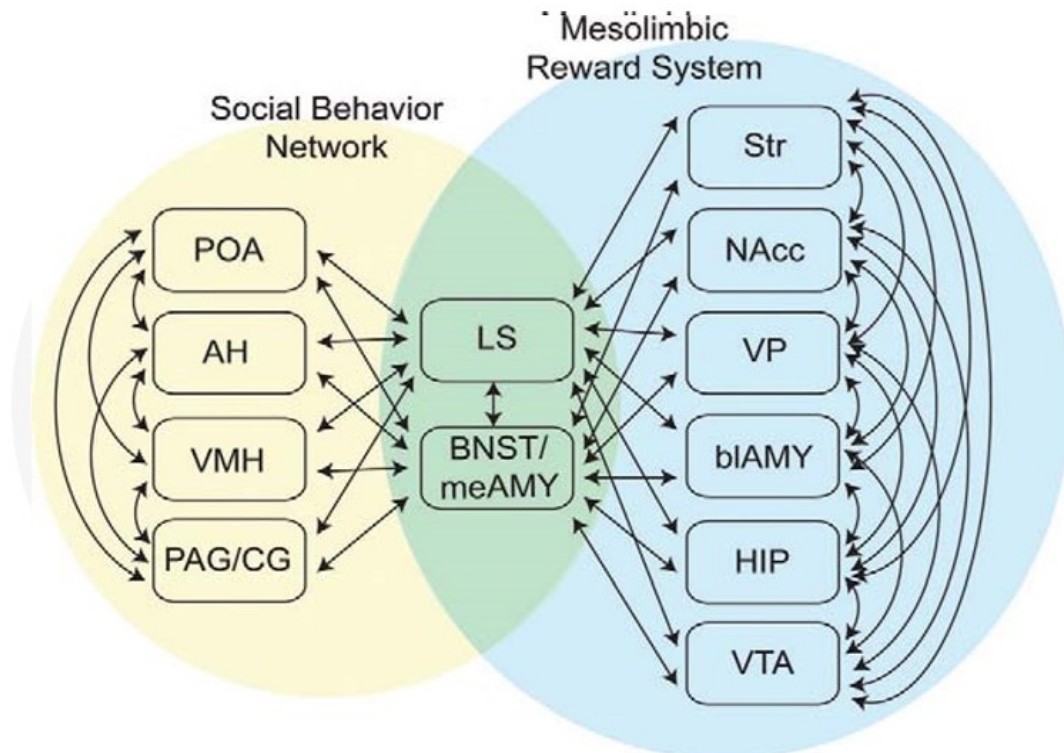 Mesolimbic
Reward System
Social Behavior
Network
POA
AH
VMH
PAG/CG
LS
BNST/
meAMY
Str
NAcc
VP
blAMY
HIP
VTA